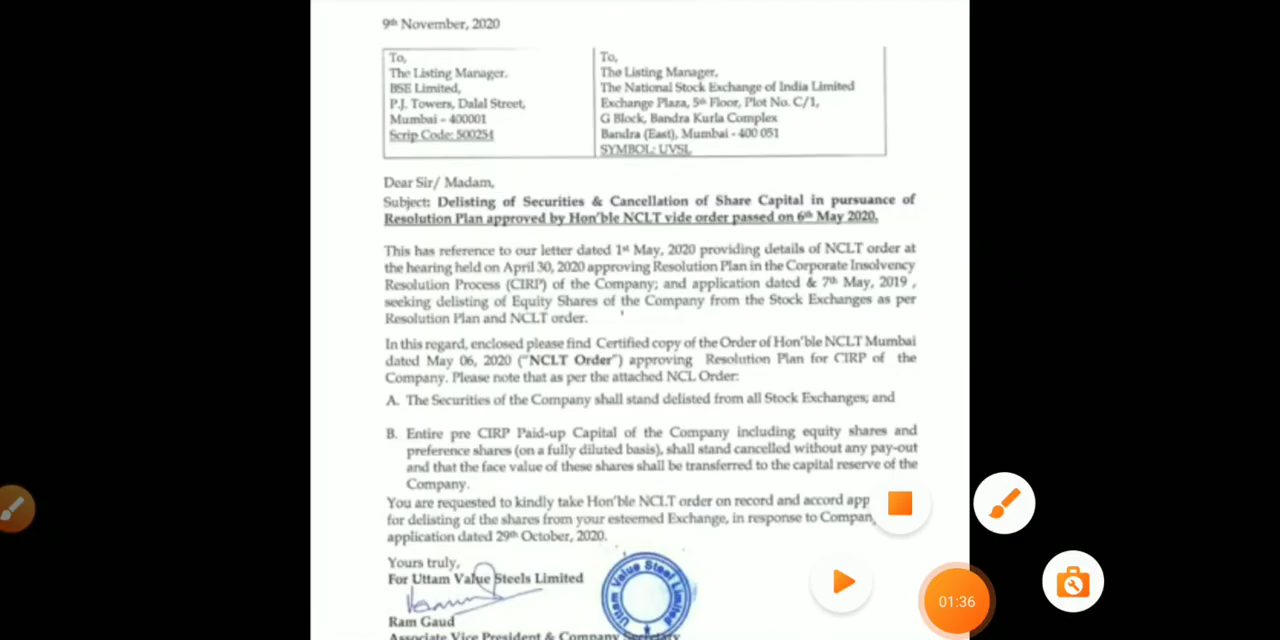 9th November, 2020
To,
The Listing Manager,
BSE Limited,
P.J. Towers, Dalal Street,
Mumbai - 400001
Scrip Code: 500254
To,
The Listing Manager,
The National Stock Exchange of India Limited
Exchange Plaza, 5th Floor, Plot No. C/1,
G Block, Bandra Kurla Complex
Bandra (East), Mumbai - 400 051
SYMBOL: UVSL
Dear Sir/ Madam,
Subject: Delisting of Securities & Cancellation of Share Capital in pursuance of
Resolution Plan approved by Hon'ble NCLT vide order passed on 6th May 2020.
This has reference to our letter dated 1st May, 2020 providing details of NCLT order at
the hearing held on April 30, 2020 approving Resolution Plan in the Corporate Insolvency
Resolution Process (CIRP) of the Company; and application dated & 7th May, 2019 ,
seeking delisting of Equity Shares of the Company from the Stock Exchanges as per
Resolution Plan and NCLT order.
In this regard, enclosed please find Certified copy of the Order of Hon'ble NCLT Mumbai
dated May 06, 2020 ("NCLT Order") approving Resolution Plan for CIRP of the
Company. Please note that as per the attached NCL Order:
A. The Securities of the Company shall stand delisted from all Stock Exchanges; and
B. Entire pre CIRP Paid-up Capital of the Company including equity shares and
preference shares (on a fully diluted basis), shall stand cancelled without any pay-out
and that the face value of these shares shall be transferred to the capital reserve of the
Company.
You are requested to kindly take Hon'ble NCLT order on record and accord app
for delisting of the shares from your esteemed Exchange, in response to Compan
application dated 29th October, 2020.
Yours truly,
For Uttam Value Steels Limited
Uttam Value Steels Limited
Ram Gaud
Associate Vice President & Company Secretary
01:36